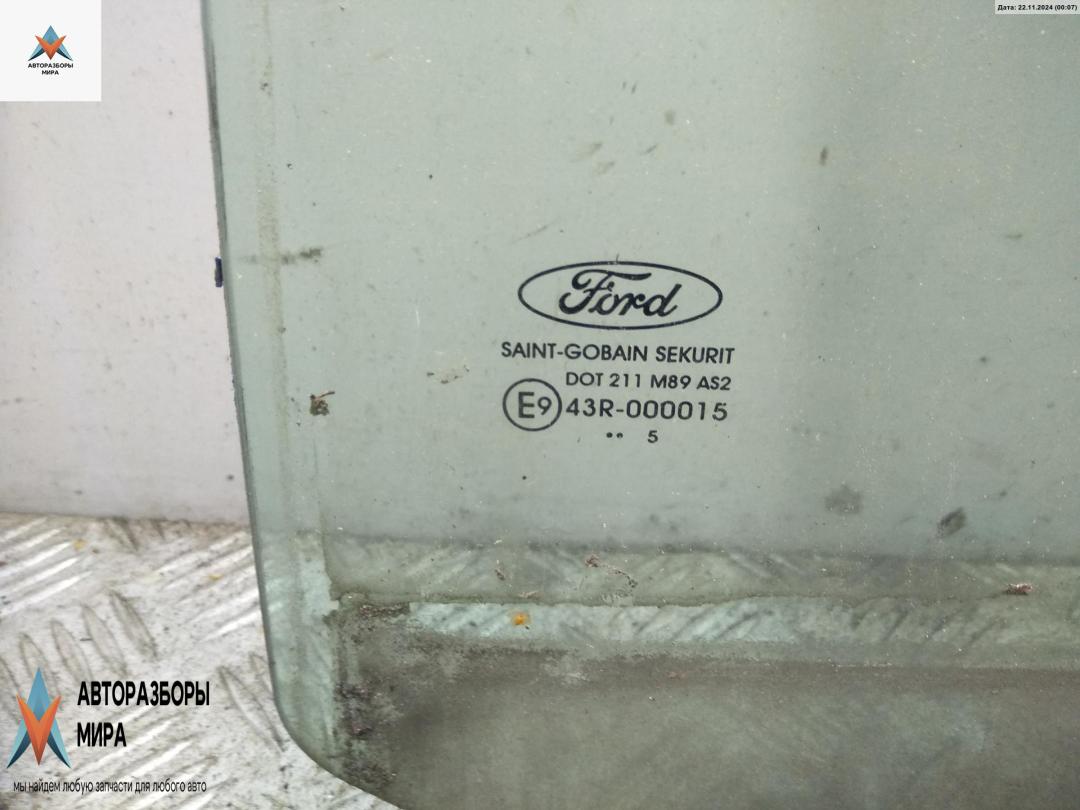 АВТОРАЗБОРЫ
МИРА
Дата: 22.11.2024 (00:07)
Ford
SAINT-GOBAIN SEKURIT
DOT 211 M89 AS2
E9 43R-000015
•• 5
АВТОРАЗБОРЫ
МИРА
мы найдем любую запчасти для любого авто